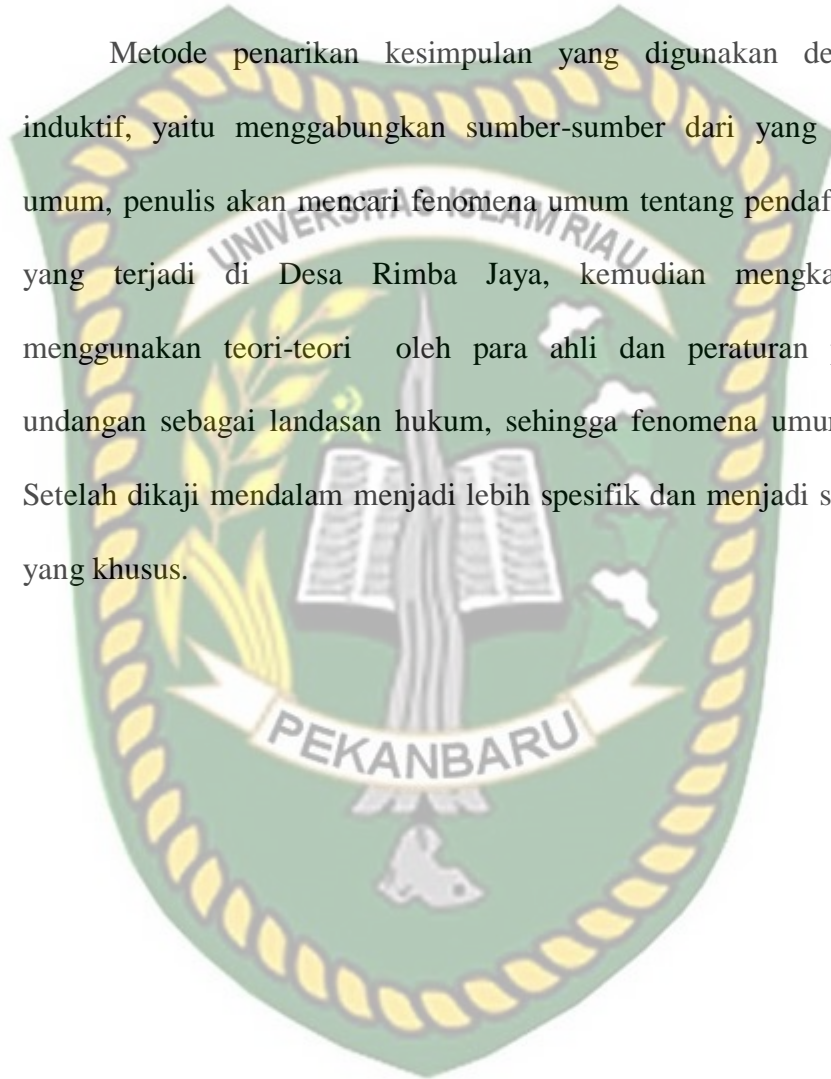 Metode penarikan kesimpulan yang digunakan de
induktif, yaitu menggabungkan sumber-sumber dari yang
umum, penulis akan mencari fenomena umum tentang pendaf
UNIVERSITAS ISLAM RIAU
yang terjadi di Desa Rimba Jaya, kemudian mengka
menggunakan teori-teori oleh para ahli dan peraturan
undangan sebagai landasan hukum, sehingga fenomena umu
Setelah dikaji mendalam menjadi lebih spesifik dan menjadi s
yang khusus.
PEKANBARU